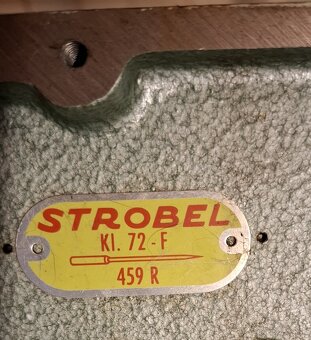 STROBEL
Kl. 72 - F
459 R